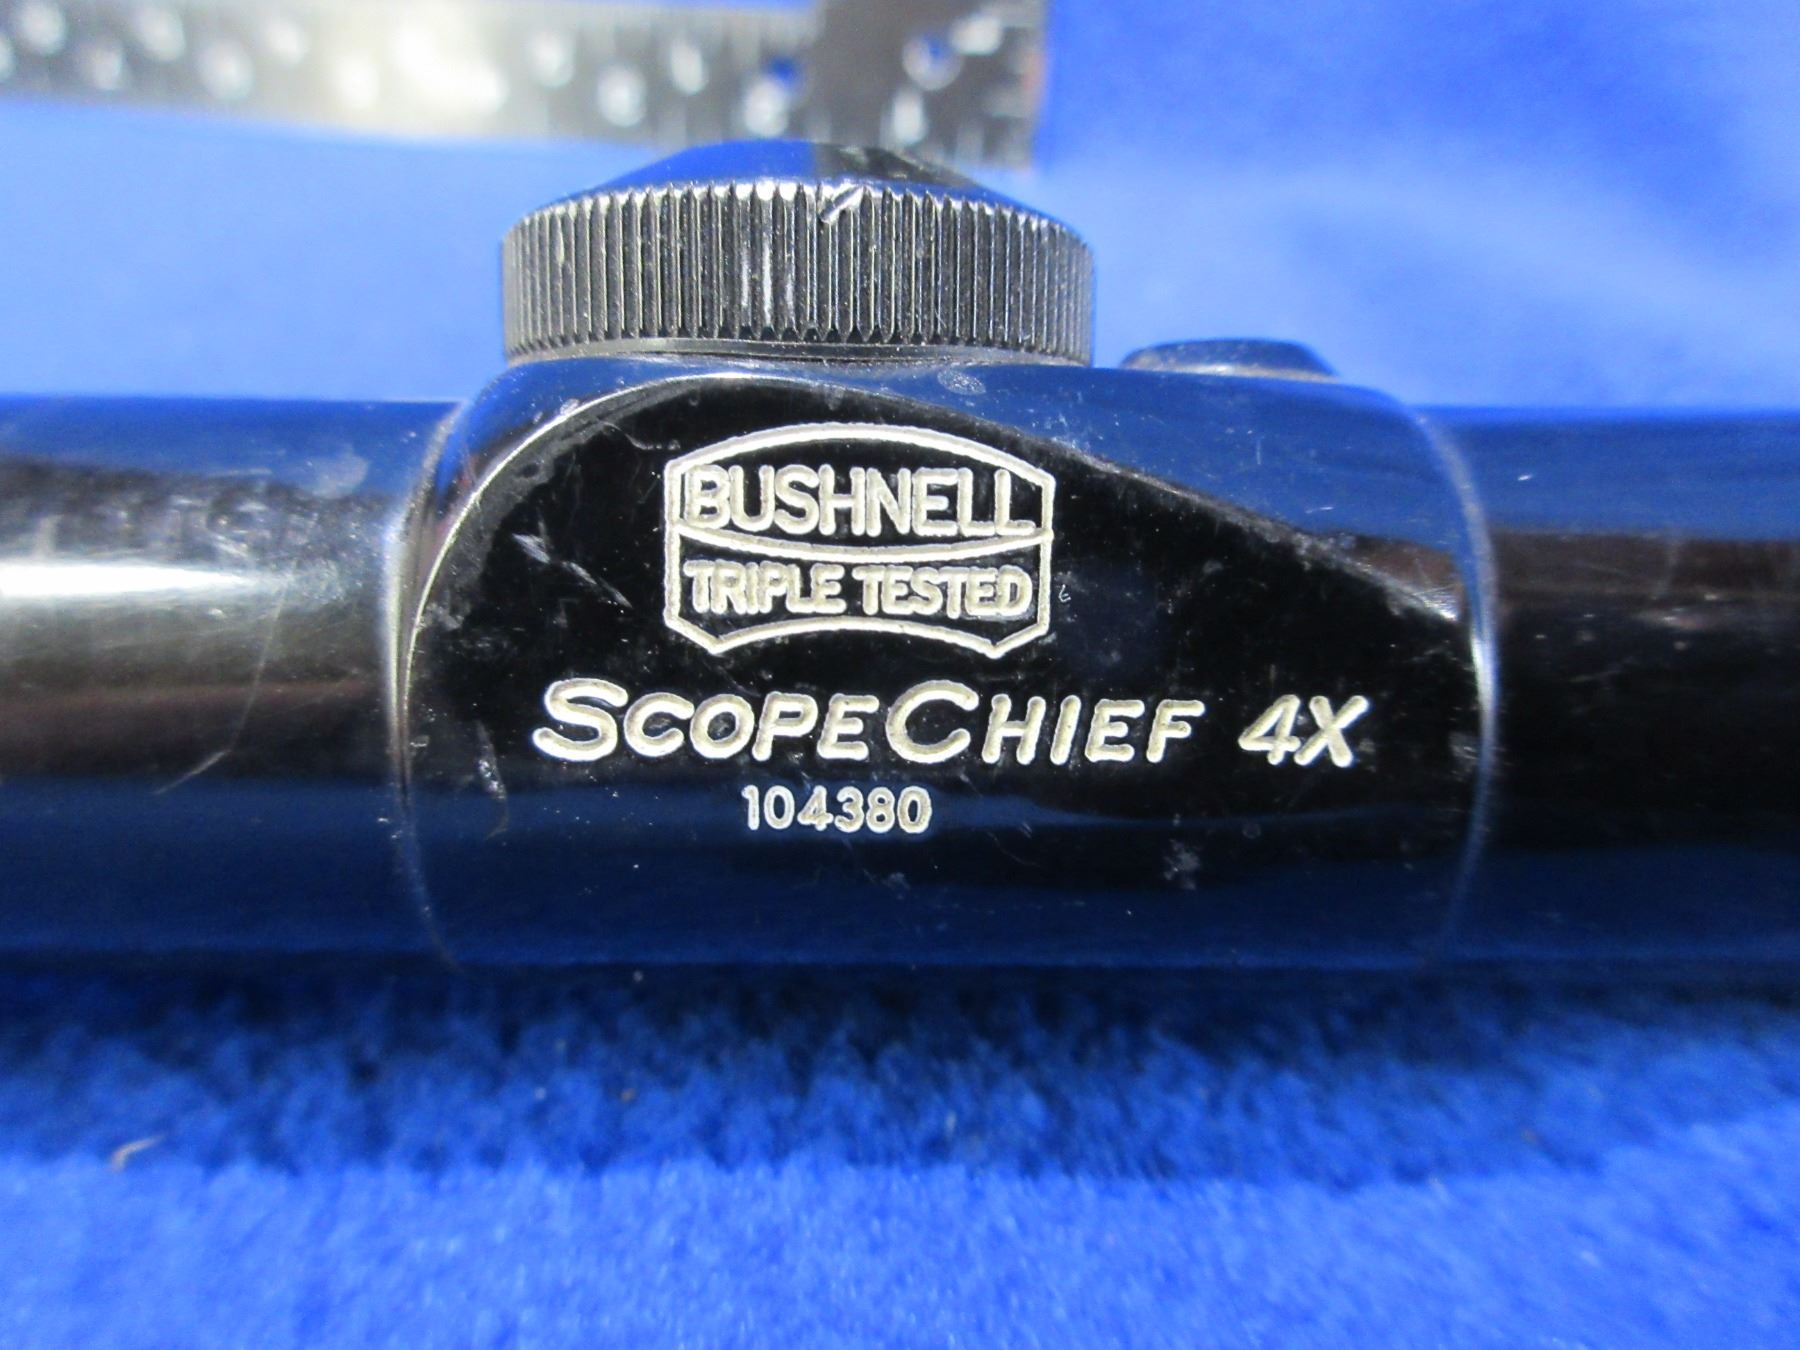 BUSHNELL
TRIPLE TESTED
SCOPECHIEF 4X
104380